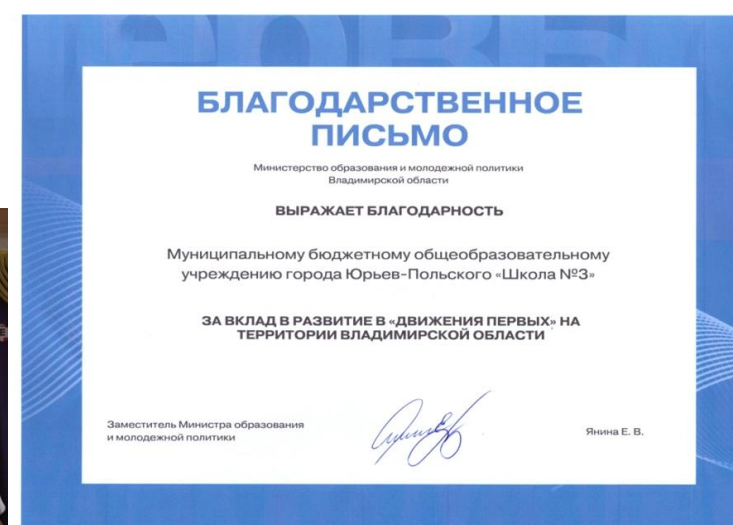 БЛАГОДАРСТВЕННОЕ
ПИСЬМО
Министерство образования и молодежной политики
Владимирской области
ВЫРАЖАЕТ БЛАГОДАРНОСТЬ
Муниципальному бюджетному общеобразовательному
учреждению города Юрьев-Польского «Школа №3»
ЗА ВКЛАД В РАЗВИТИЕ В «ДВИЖЕНИЯ ПЕРВЫХ» НА
ТЕРРИТОРИИ ВЛАДИМИРСКОЙ ОБЛАСТИ
Заместитель Министра образования
и молодежной политики
Янина Е. В.